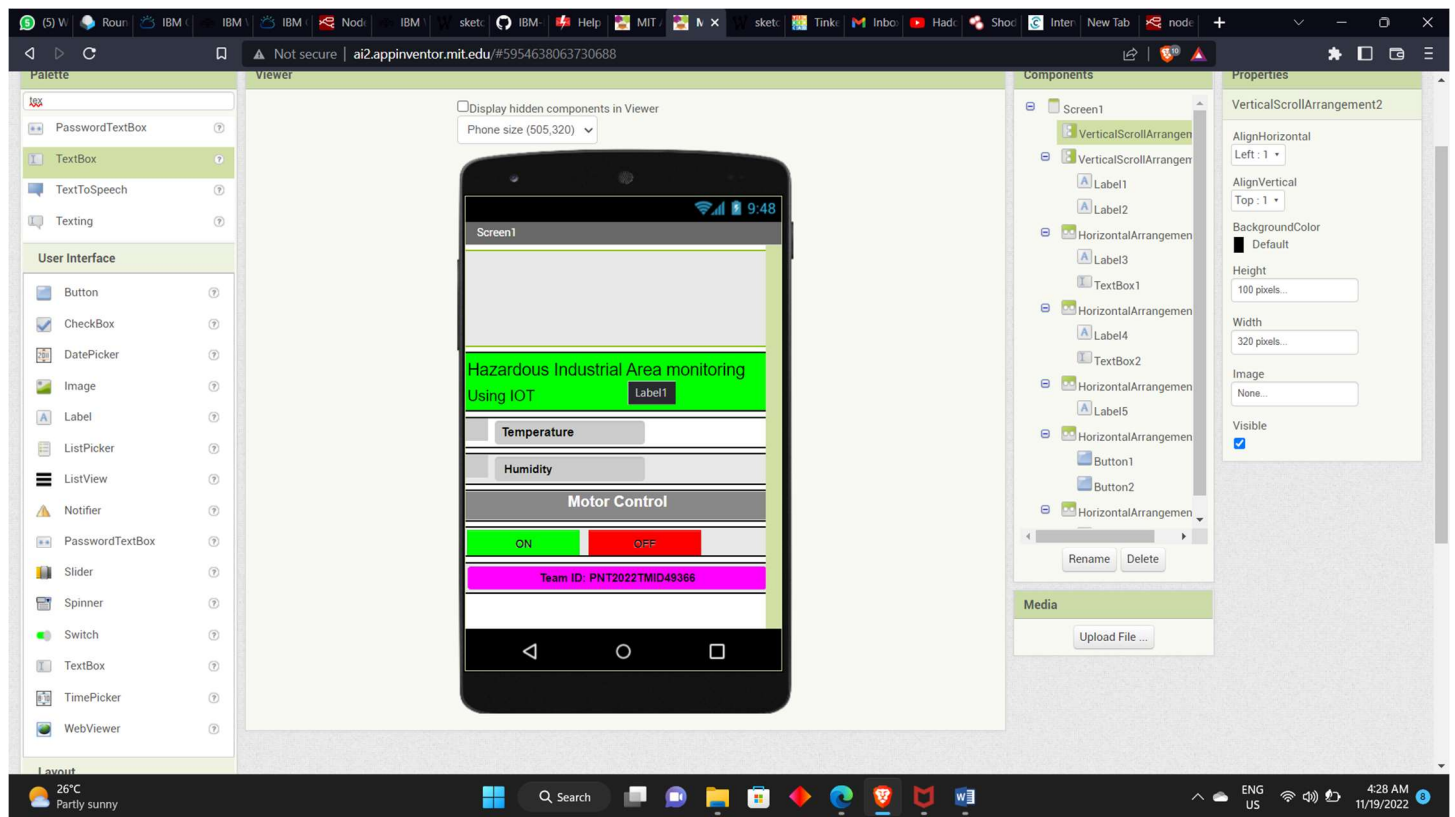 (5) W
Roun
IBM
IBM
IBM
Node
IBM
sketc
IBM-
Help
MIT
sketc
Tinke
Inbo
Hado
Shod
Inter
New Tab
node
Not secure | ai2.appinventor.mit.edu/#5954638063730688
Palette
Viewer
Components
Properties
tex
PasswordTextBox
TextBox
TextToSpeech
Texting
User Interface
Button
CheckBox
DatePicker
Image
Label
ListPicker
ListView
Notifier
PasswordTextBox
Slider
Spinner
Switch
TextBox
TimePicker
WebViewer
Layout
Display hidden components in Viewer
Phone size (505,320)
9:48
Screen1
Hazardous Industrial Area monitoring
Using IOT
Label1
Temperature
Humidity
Motor Control
ON
OFF
Team ID: PNT2022TMID49366
Screen1
VerticalScrollArrangem
VerticalScrollArrangem
Label1
Label2
HorizontalArrangemen
Label3
TextBox1
HorizontalArrangemen
Label4
TextBox2
HorizontalArrangemen
Label5
HorizontalArrangemen
Button1
Button2
HorizontalArrangemen
Rename
Delete
Media
Upload File ...
VerticalScrollArrangement2
AlignHorizontal
Left : 1
AlignVertical
Top : 1
BackgroundColor
Default
Height
100 pixels...
Width
320 pixels...
Image
None...
Visible
26°C
Partly sunny
Search
ENG
US
4:28 AM
11/19/2022
8